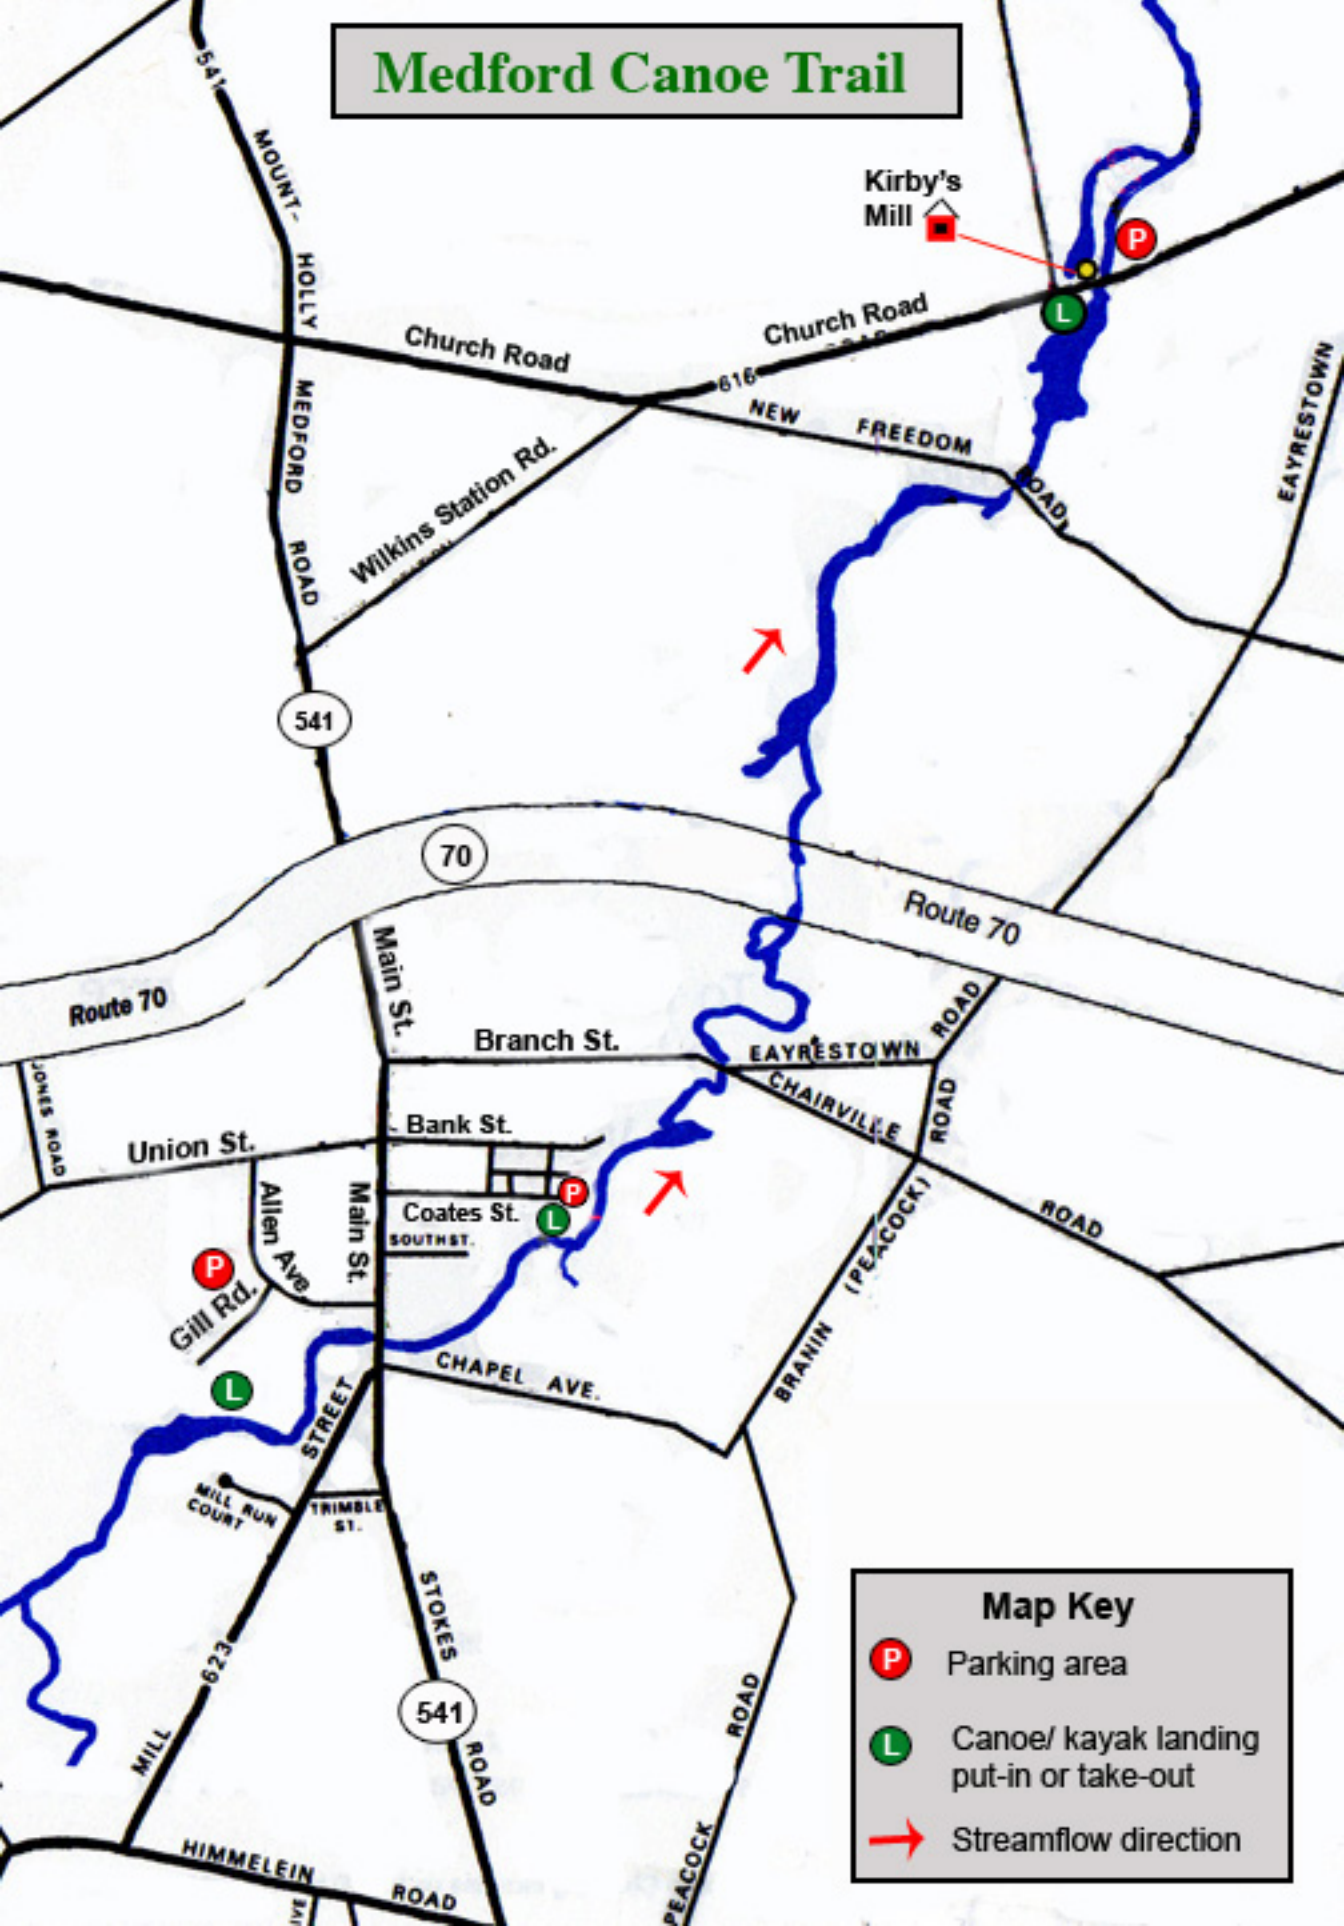 Medford Canoe Trail
541
MOUNT-
HOLLY
MEDFORD
ROAD
Kirby's
Mill
P
L
Church Road
Church Road
616
NEW FREEDOM
ROAD
EAYRESTOWN
Wilkins Station Rd.
541
70
Route 70
Route 70
Main St.
Branch St.
EAYRESTOWN
ROAD
CHAIRVILLE
ROAD
ROAD
JONES ROAD
Union St.
Bank St.
Allen Ave
Main St.
Coates St.
P
L
SOUTH ST.
P
Gill Rd.
L
CHAPEL AVE.
BRANIN
(PEACOCK)
STREET
MILL RUN
COURT
TRIMBLE
ST.
STOKES
541
ROAD
623
MILL
ROAD
PEACOCK
HIMMELEIN
ROAD
Map Key
P Parking area
L Canoe/ kayak landing
put-in or take-out
Streamflow direction